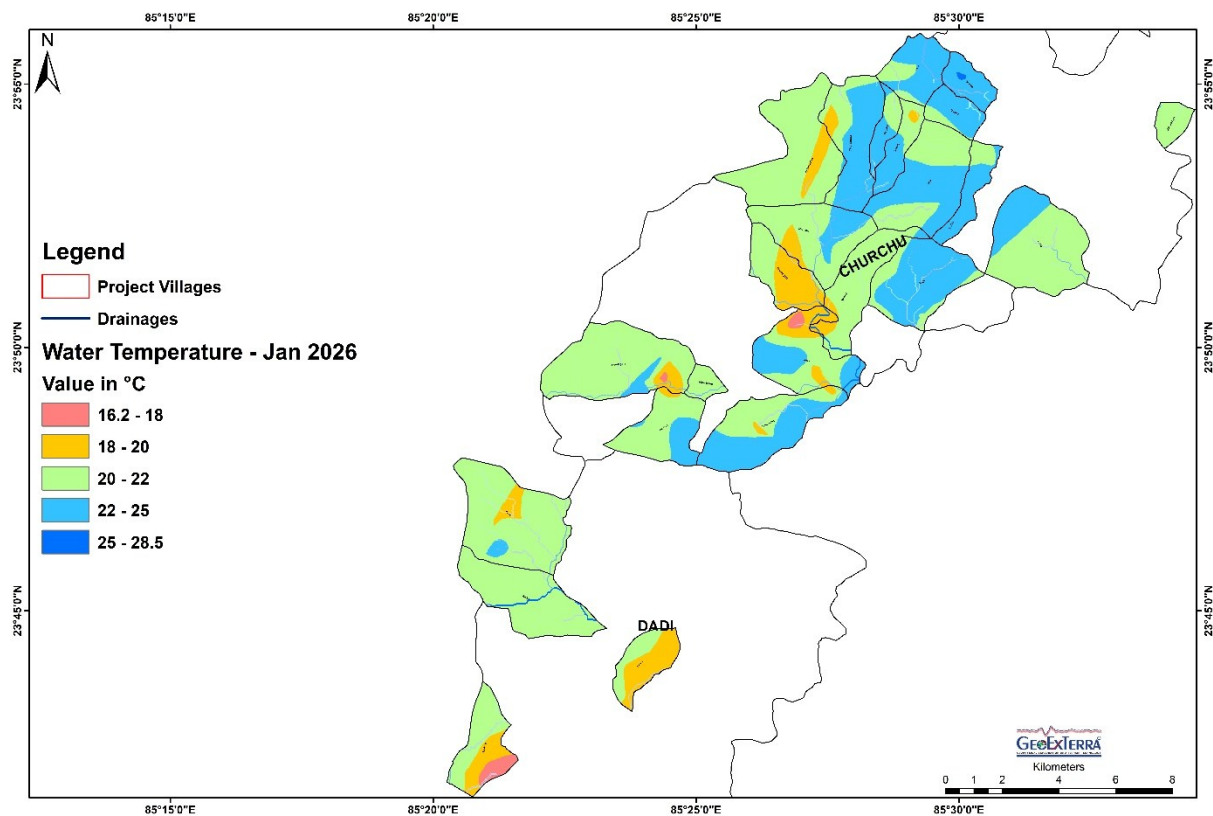 85°15'0"E
85°20'0"E
85°25'0"E
85°30'0"E
N
23°55'0"N
23°55'0"N
CHURCHU
Legend
Project Villages
Drainages
Water Temperature - Jan 2026
Value in °C
16.2 - 18
18 - 20
20 - 22
22 - 25
25 - 28.5
23°50'0"N
23°50'0"N
23°45'0"N
23°45'0"N
DADI
GEOEXTERRA
Kilometers
0 1 2 4 6 8
85°15'0"E
85°20'0"E
85°25'0"E
85°30'0"E